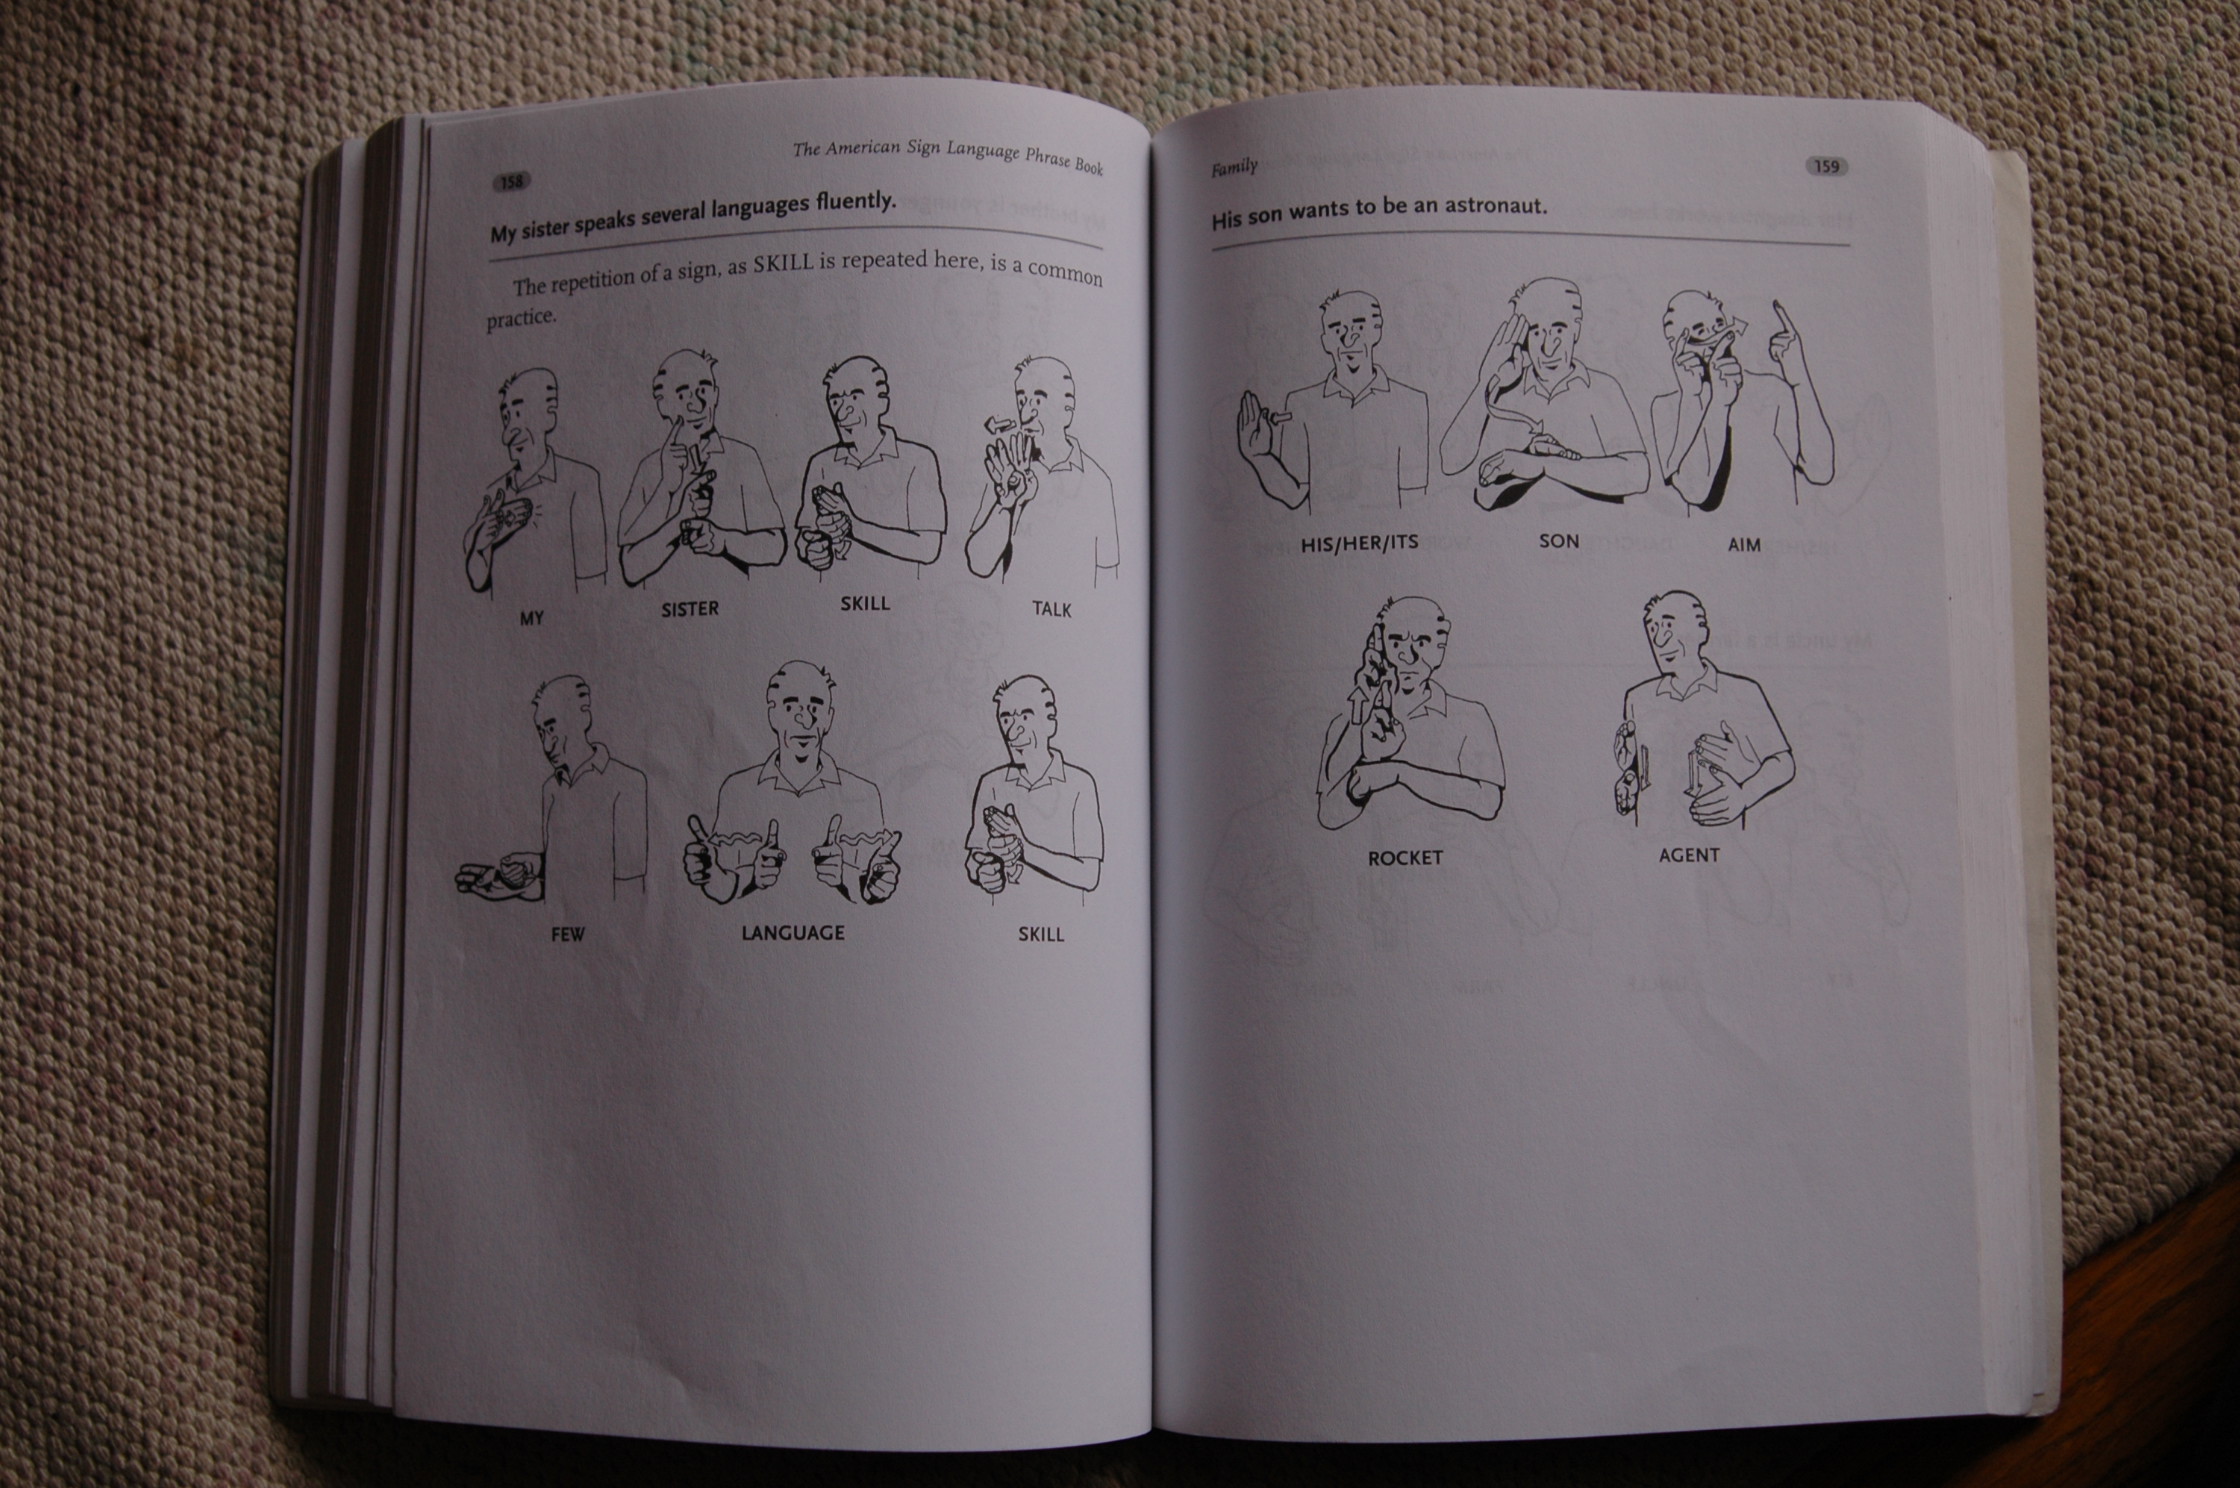 158
The American Sign Language Phrase Book
My sister speaks several languages fluently.
The repetition of a sign, as SKILL is repeated here, is a common
practice.
MY SISTER SKILL TALK
FEW LANGUAGE SKILL
Family
159
His son wants to be an astronaut.
HIS/HER/ITS SON AIM
ROCKET AGENT